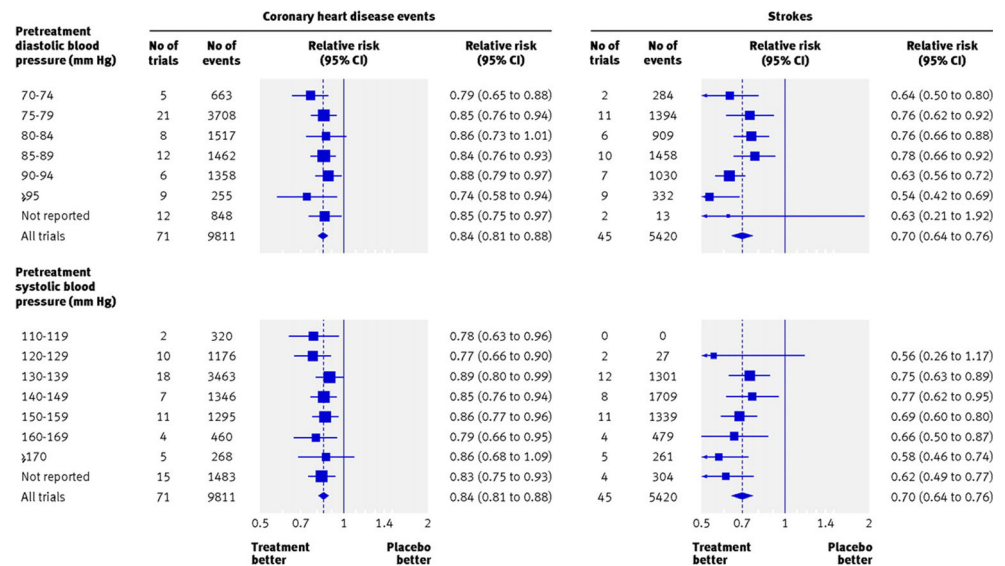 Coronary heart disease events Strokes
Pretreatment diastolic blood pressure (mm Hg) No of trials No of events Relative risk (95% CI) Relative risk (95% CI) No of trials No of events Relative risk (95% CI) Relative risk (95% CI)
70-74 5 663 0.79 (0.65 to 0.88) 2 284 0.64 (0.50 to 0.80)
75-79 21 3708 0.85 (0.76 to 0.94) 11 1394 0.76 (0.62 to 0.92)
80-84 8 1517 0.86 (0.73 to 1.01) 6 909 0.76 (0.66 to 0.88)
85-89 12 1462 0.84 (0.76 to 0.93) 10 1458 0.78 (0.66 to 0.92)
90-94 6 1358 0.88 (0.79 to 0.97) 7 1030 0.63 (0.56 to 0.72)
≥95 9 255 0.74 (0.58 to 0.94) 9 332 0.54 (0.42 to 0.69)
Not reported 12 848 0.85 (0.75 to 0.97) 2 13 0.63 (0.21 to 1.92)
All trials 71 9811 0.84 (0.81 to 0.88) 45 5420 0.70 (0.64 to 0.76)
Pretreatment
systolic blood
pressure (mm Hg)
110-119 2 320 0.78 (0.63 to 0.96) 0 0
120-129 10 1176 0.77 (0.66 to 0.90) 2 27 0.56 (0.26 to 1.17)
130-139 18 3463 0.89 (0.80 to 0.99) 12 1301 0.75 (0.63 to 0.89)
140-149 7 1346 0.85 (0.76 to 0.94) 8 1709 0.77 (0.62 to 0.95)
150-159 11 1295 0.86 (0.77 to 0.96) 11 1339 0.69 (0.60 to 0.80)
160-169 4 460 0.79 (0.66 to 0.95) 4 479 0.66 (0.50 to 0.87)
≥170 5 268 0.86 (0.68 to 1.09) 5 261 0.58 (0.46 to 0.74)
Not reported 15 1483 0.83 (0.75 to 0.93) 4 304 0.62 (0.49 to 0.77)
All trials 71 9811 0.84 (0.81 to 0.88) 45 5420 0.70 (0.64 to 0.76)
0.5 0.7 1 1.4 2 0.5 0.7 1 1.4 2
Treatment better Placebo better Treatment better Placebo better